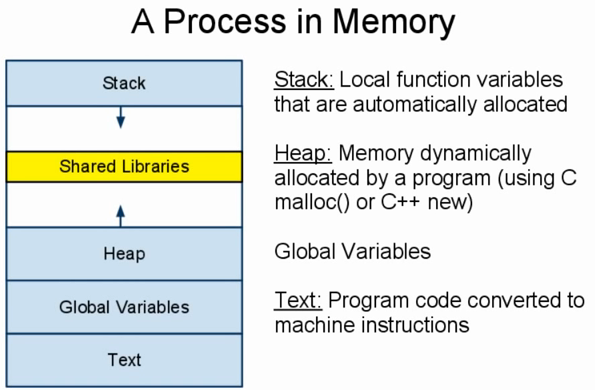 A Process in Memory
Stack
Shared Libraries
Heap
Global Variables
Text
Stack: Local function variables
that are automatically allocated
Heap: Memory dynamically
allocated by a program (using C
malloc() or C++ new)
Global Variables
Text: Program code converted to
machine instructions